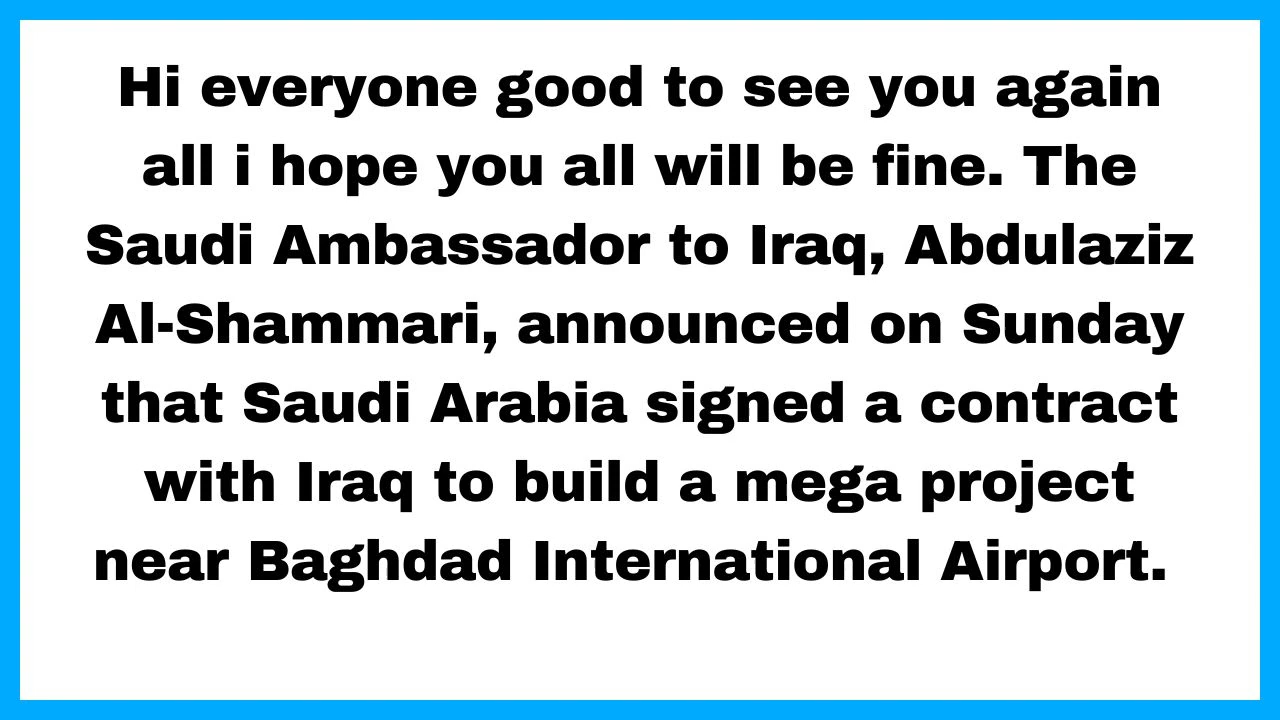 Hi everyone good to see you again
all i hope you all will be fine. The
Saudi Ambassador to Iraq, Abdulaziz
Al-Shammari, announced on Sunday
that Saudi Arabia signed a contract
with Iraq to build a mega project
near Baghdad International Airport.